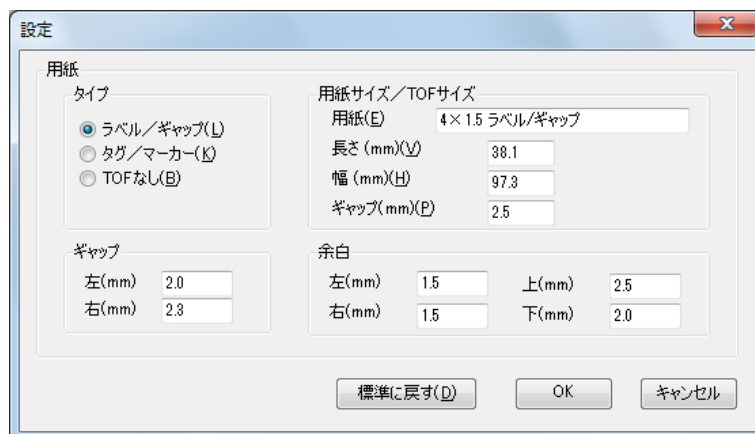 設定
用紙
タイプ
ラベル／ギャップ(L)
タグ／マーカー(K)
TOFなし(B)
用紙サイズ／TOFサイズ
用紙(E) 4×1.5 ラベル/ギャップ
長さ(mm)(V) 38.1
幅 (mm)(H) 97.3
ギャップ(mm)(P) 2.5
ギャップ
左(mm) 2.0
右(mm) 2.3
余白
左(mm) 1.5 上(mm) 2.5
右(mm) 1.5 下(mm) 2.0
標準に戻す(D) OK キャンセル